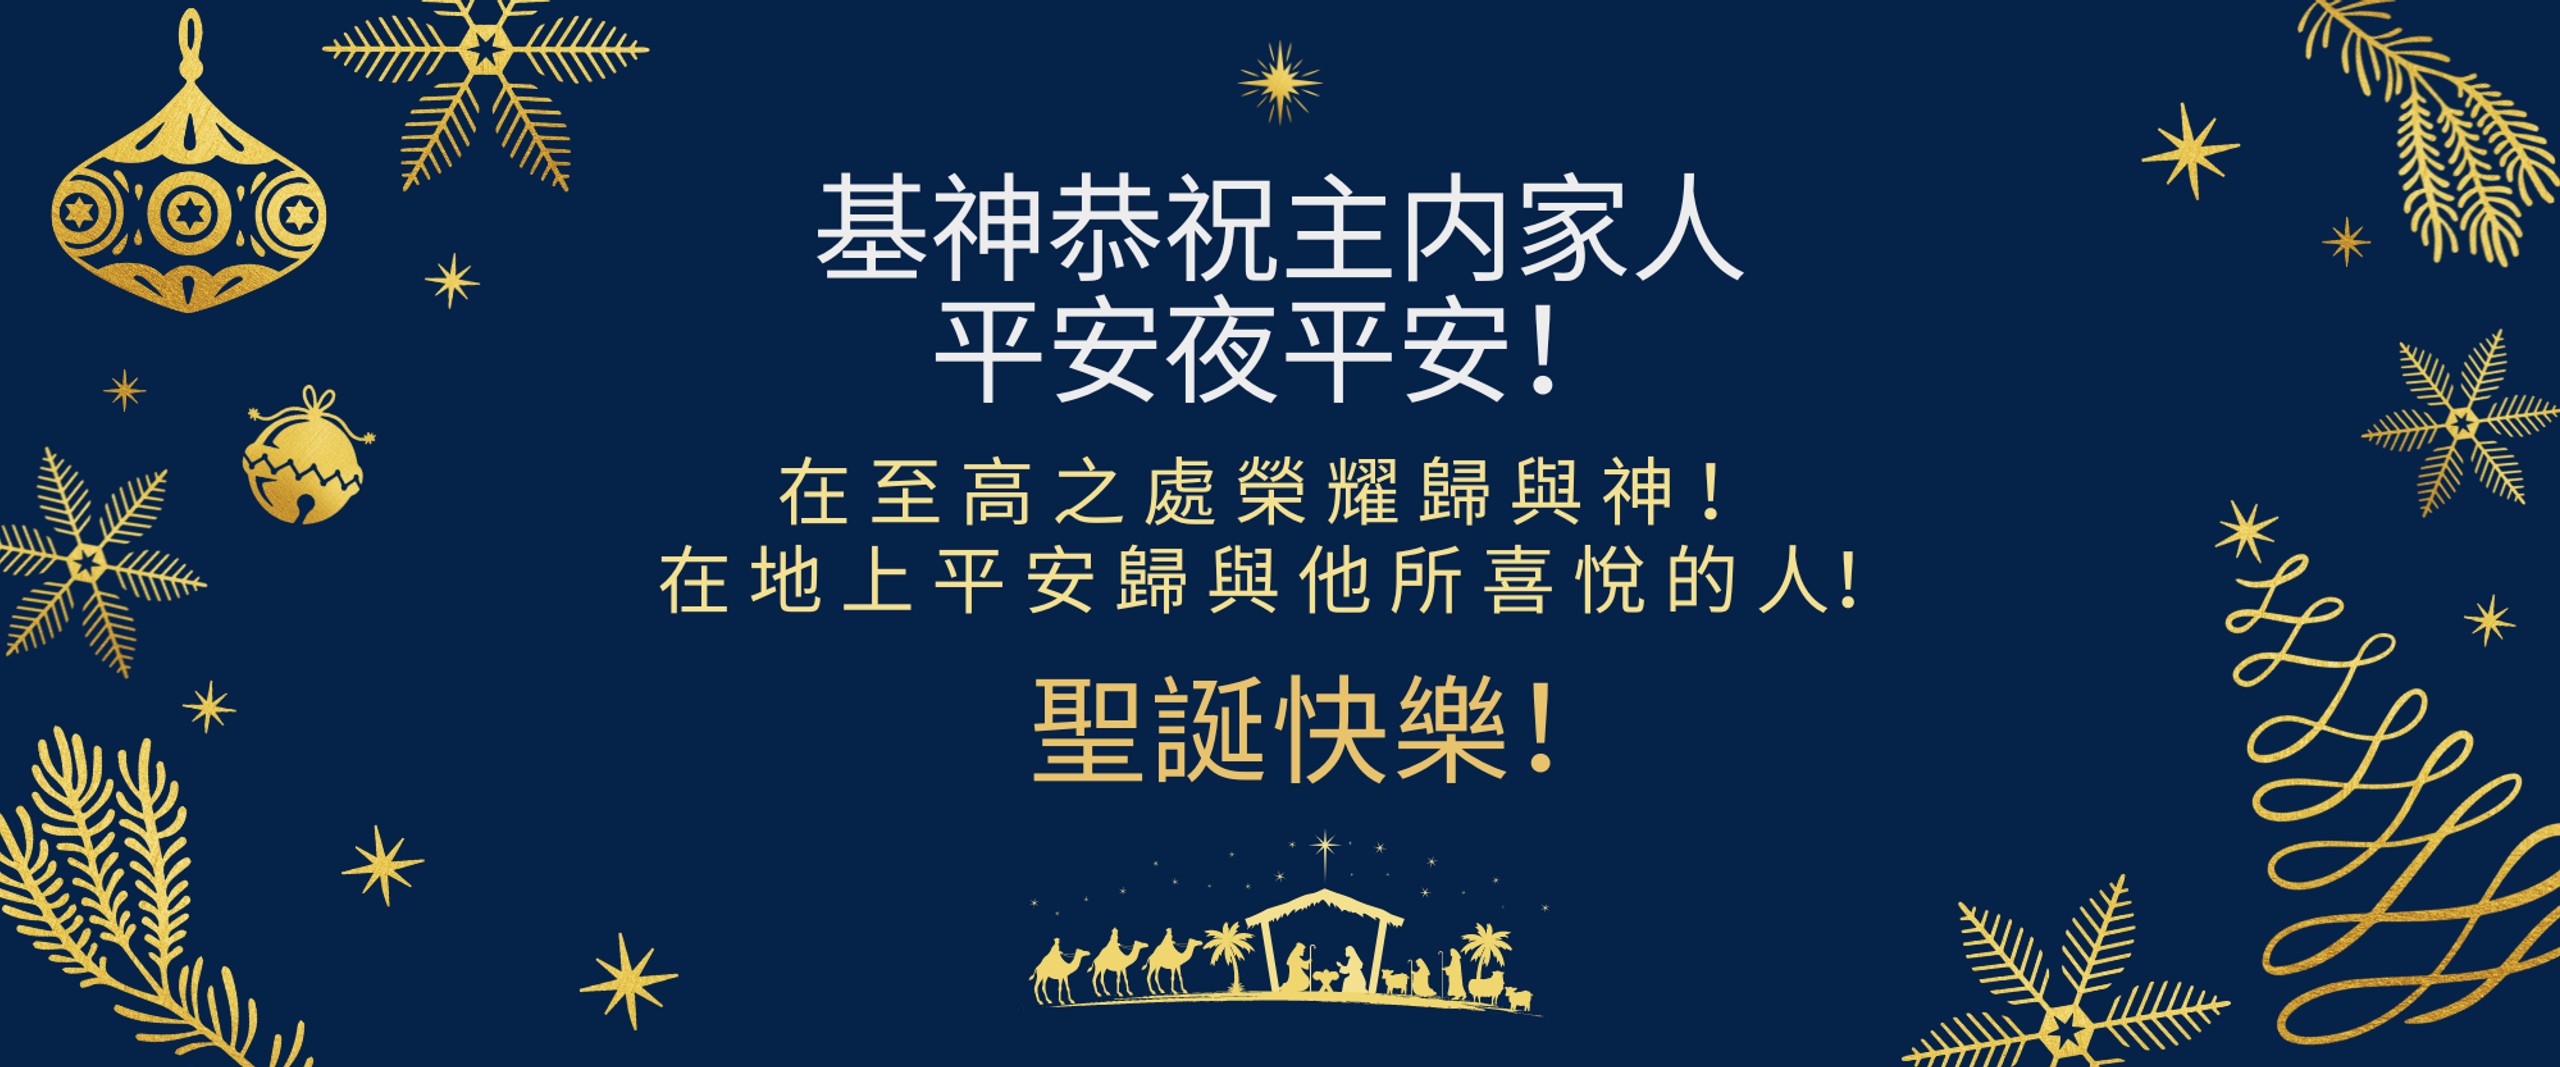 基神恭祝主内家人
平安夜平安！
在至高之處榮耀歸與神！
在地上平安歸與他所喜悅的人!
聖誕快樂！